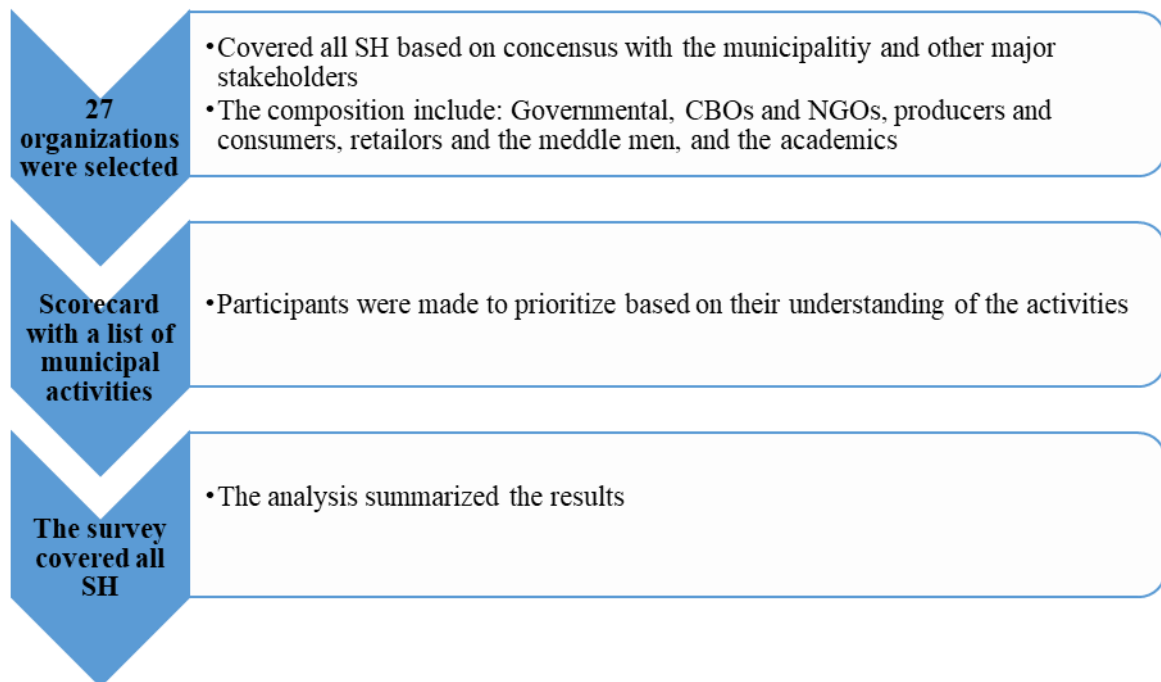 27
organizations
were selected
•Covered all SH based on concensus with the municipalitiy and other major
stakeholders
•The composition include: Governmental, CBOs and NGOs, producers and
consumers, retailors and the meddle men, and the academics
Scorecard
with a list of
municipal
activities
•Participants were made to prioritize based on their understanding of the activities
The survey
covered all
SH
•The analysis summarized the results